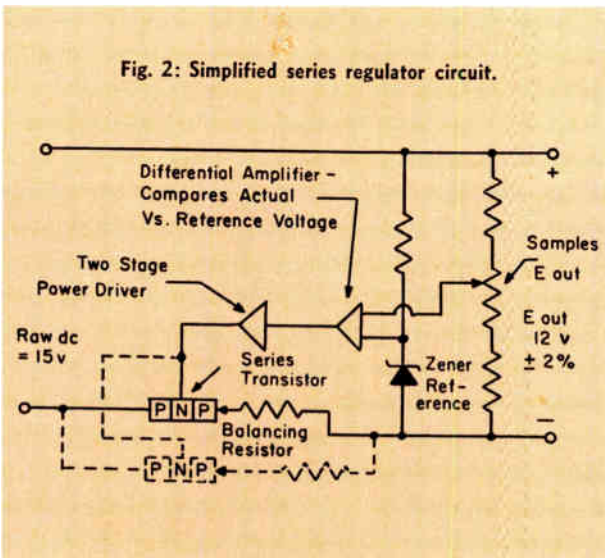 Fig. 2: Simplified series regulator circuit.
+
Differential Amplifier -
Compares Actual
Vs. Reference Voltage
Samples
E out
Two Stage
Power Driver
E out
12 v
± 2%
Raw dc
= 15v
Series
Transistor
Zener
Ref-
erence
P N P
Balancing
Resistor
−
P N P